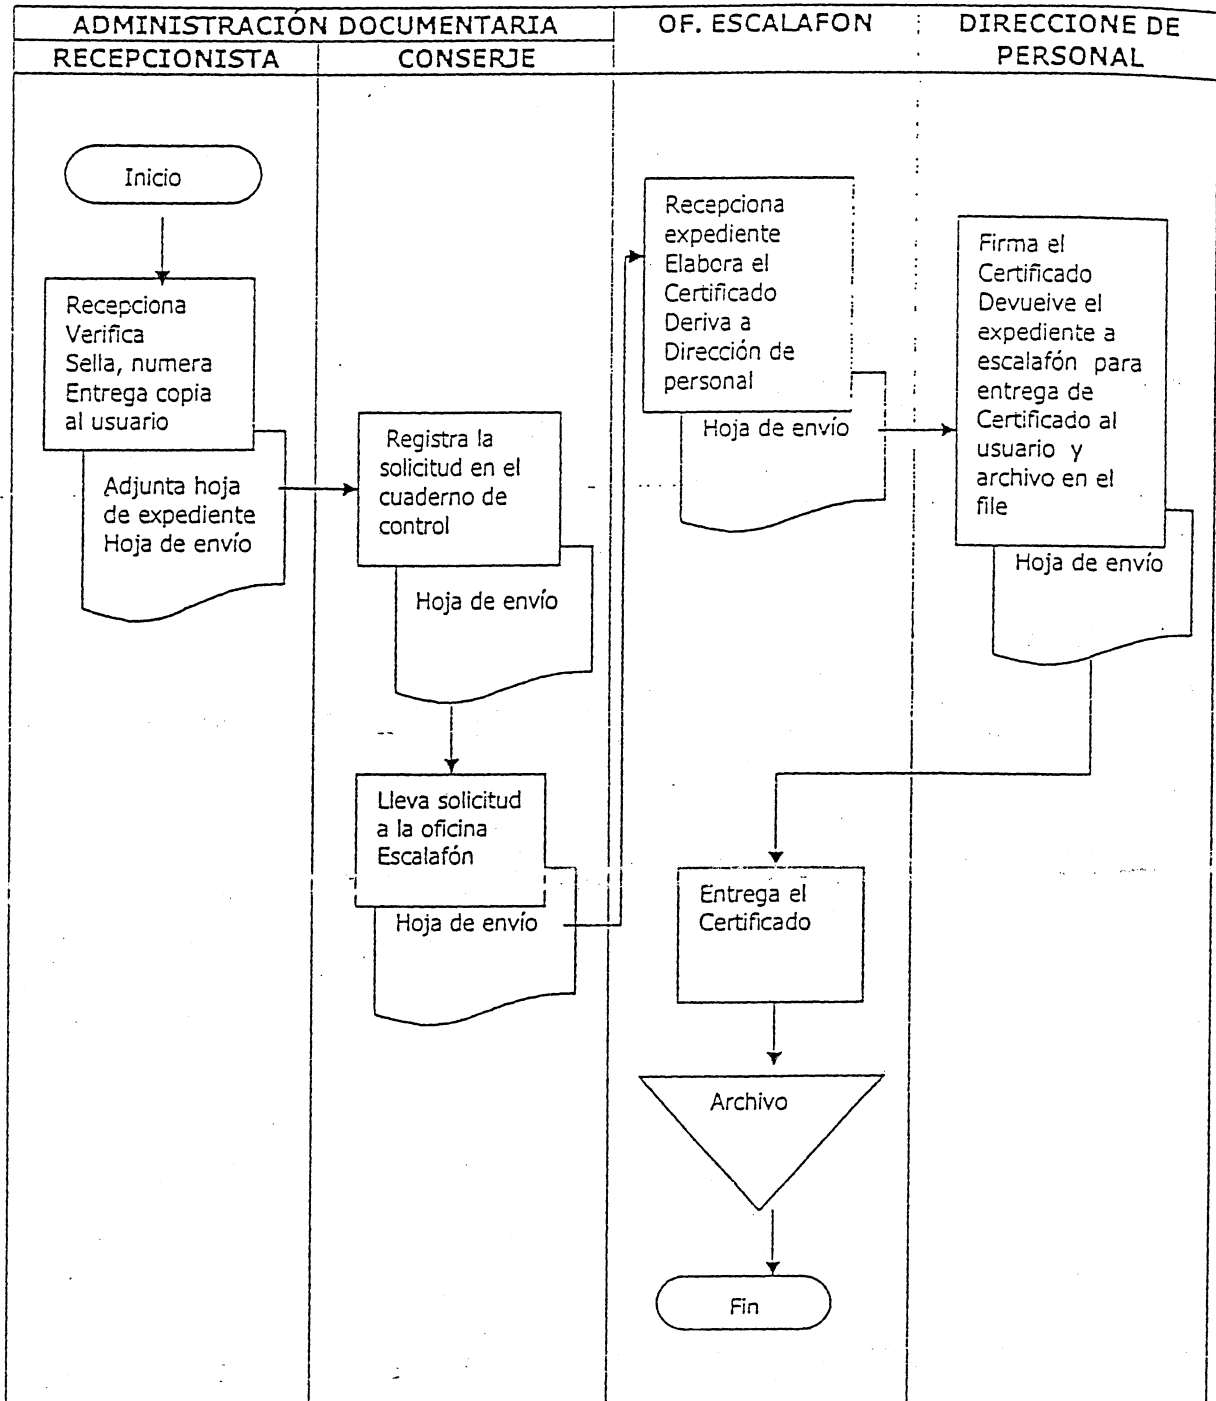 ADMINISTRACIÓN DOCUMENTARIA
OF. ESCALAFON
DIRECCIONE DE
PERSONAL
RECEPCIONISTA
CONSERJE
Inicio
Recepciona
Verifica
Sella, numera
Entrega copia
al usuario
Adjunta hoja
de expediente
Hoja de envío
Registra la
solicitud en el
cuaderno de
control
Hoja de envío
Lleva solicitud
a la oficina
Escalafón
Hoja de envío
Recepciona
expediente
Elabora el
Certificado
Deriva a
Dirección de
personal
Hoja de envío
Firma el
Certificado
Devuelve el
expediente a
escalafón para
entrega de
Certificado al
usuario y
archivo en el
file
Hoja de envío
Entrega el
Certificado
Archivo
Fin